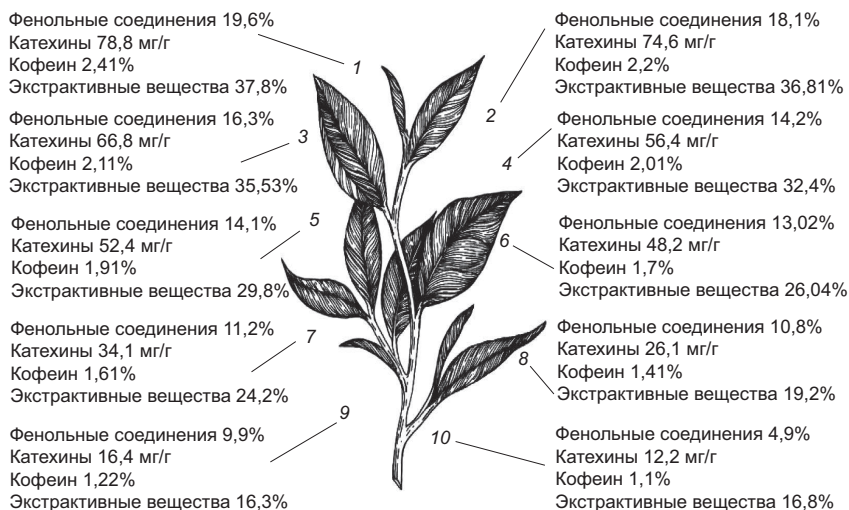 Фенольные соединения 19,6%
Катехины 78,8 мг/г
Кофеин 2,41%
Экстрактивные вещества 37,8%
1
Фенольные соединения 18,1%
Катехины 74,6 мг/г
Кофеин 2,2%
Экстрактивные вещества 36,81%
2
Фенольные соединения 16,3%
Катехины 66,8 мг/г
Кофеин 2,11%
Экстрактивные вещества 35,53%
3
Фенольные соединения 14,2%
Катехины 56,4 мг/г
Кофеин 2,01%
Экстрактивные вещества 32,4%
4
Фенольные соединения 14,1%
Катехины 52,4 мг/г
Кофеин 1,91%
Экстрактивные вещества 29,8%
5
Фенольные соединения 13,02%
Катехины 48,2 мг/г
Кофеин 1,7%
Экстрактивные вещества 26,04%
6
Фенольные соединения 11,2%
Катехины 34,1 мг/г
Кофеин 1,61%
Экстрактивные вещества 24,2%
7
Фенольные соединения 10,8%
Катехины 26,1 мг/г
Кофеин 1,41%
Экстрактивные вещества 19,2%
8
Фенольные соединения 9,9%
Катехины 16,4 мг/г
Кофеин 1,22%
Экстрактивные вещества 16,3%
9
Фенольные соединения 4,9%
Катехины 12,2 мг/г
Кофеин 1,1%
Экстрактивные вещества 16,8%
10